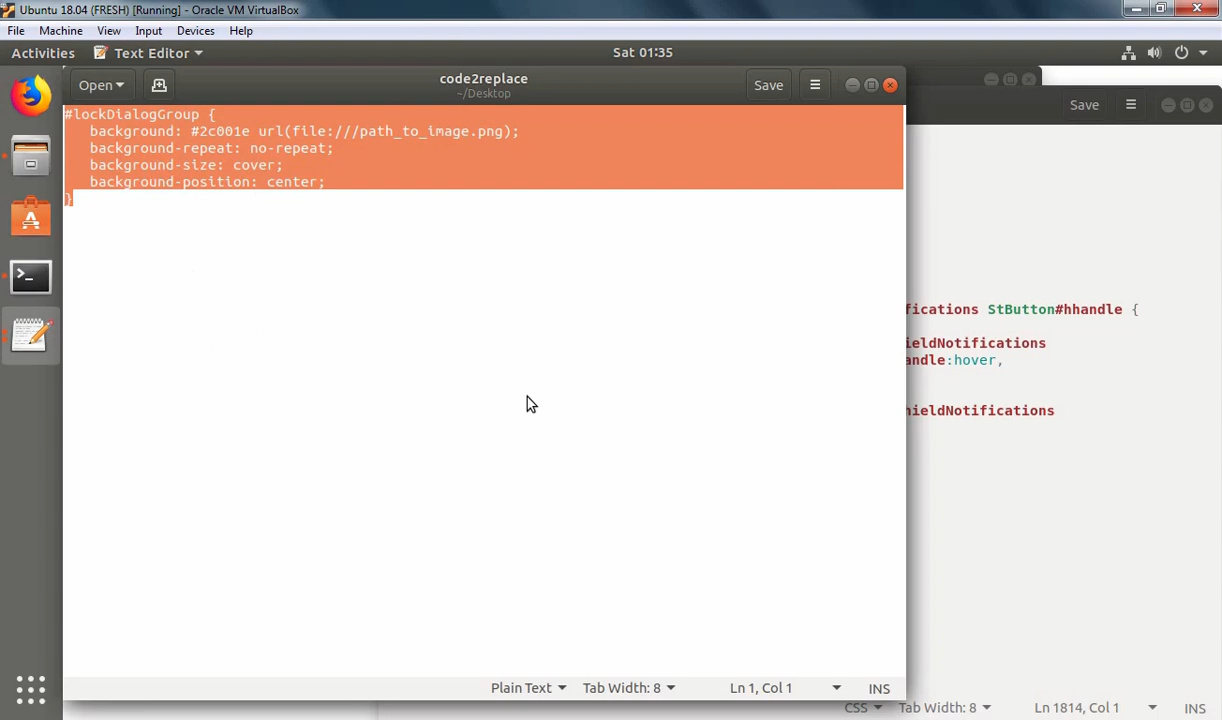 Ubuntu 18.04 (FRESH) [Running] - Oracle VM VirtualBox
File Machine View Input Devices Help
Activities Text Editor Sat 01:35
Open code2replace Save
~/Desktop
Save
#lockDialogGroup {
background: #2c001e url(file:///path_to_image.png);
background-repeat: no-repeat;
background-size: cover;
background-position: center;
}
fications StButton#hhandle {
ieldNotifications
andle:hover,
hieldNotifications
Plain Text Tab Width: 8 Ln 1, Col 1 INS
CSS Tab Width: 8 Ln 1814, Col 1 INS